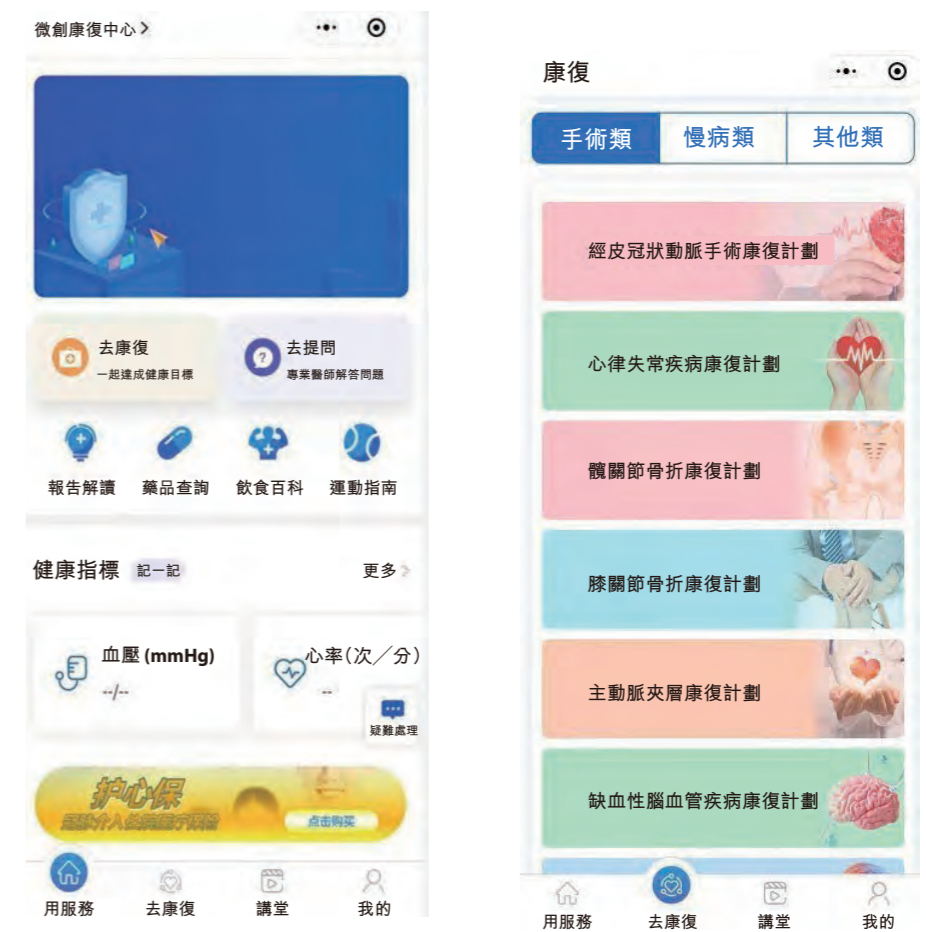 微創康復中心
去康復
一起達成健康目標
去提問
專業醫師解答問題
報告解讀
藥品查詢
飲食百科
運動指南
健康指標
記一記
更多
血壓 (mmHg)
--/--
心率(次／分)
--
疑難處理
护心保
点击购买
用服務
去康復
講堂
我的
康復
手術類
慢病類
其他類
經皮冠狀動脈手術康復計劃
心律失常疾病康復計劃
髖關節骨折康復計劃
膝關節骨折康復計劃
主動脈夾層康復計劃
缺血性腦血管疾病康復計劃
用服務
去康復
講堂
我的